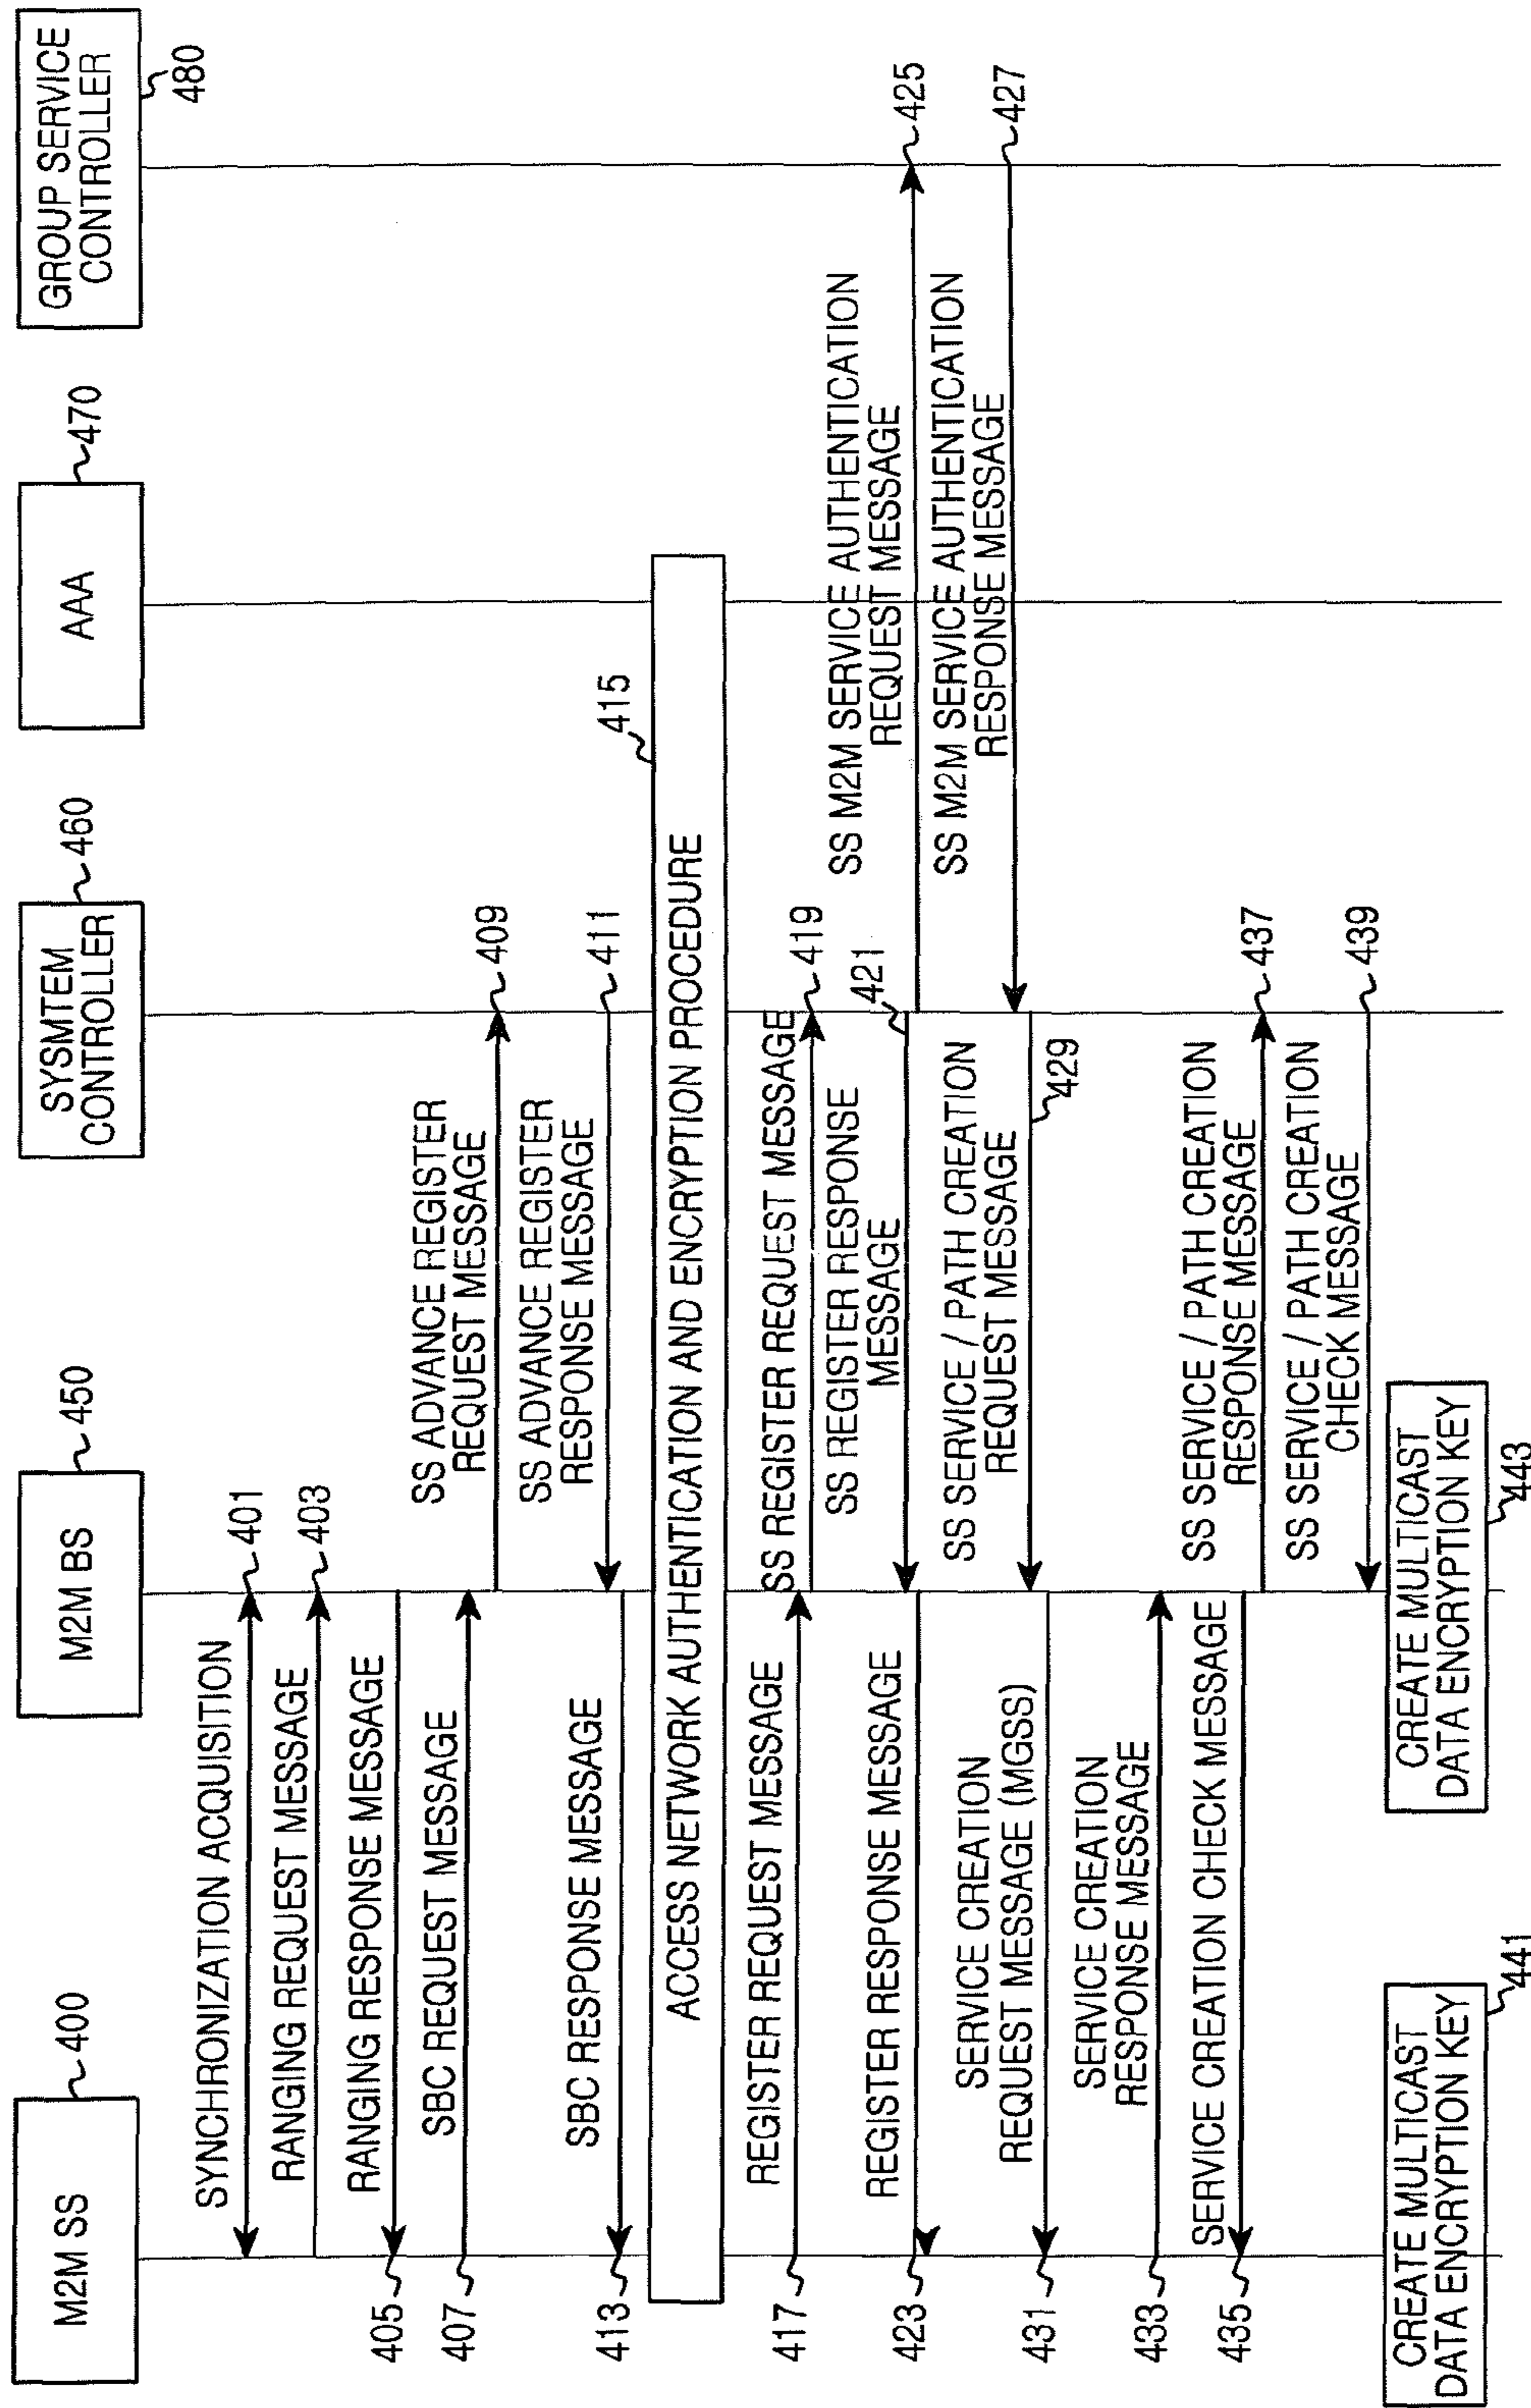 M2M SS
400
M2M BS
450
SYSMTEM
CONTROLLER
460
AAA
470
GROUP SERVICE
CONTROLLER
480
SYNCHRONIZATION ACQUISITION
401
RANGING REQUEST MESSAGE
403
RANGING RESPONSE MESSAGE
405
SBC REQUEST MESSAGE
407
SS ADVANCE REGISTER
REQUEST MESSAGE
409
SS ADVANCE REGISTER
RESPONSE MESSAGE
411
SBC RESPONSE MESSAGE
413
415
ACCESS NETWORK AUTHENTICATION AND ENCRYPTION PROCEDURE
REGISTER REQUEST MESSAGE
417
SS REGISTER REQUEST MESSAGE
419
SS REGISTER RESPONSE
MESSAGE
421
REGISTER RESPONSE MESSAGE
423
SS M2M SERVICE AUTHENTICATION
REQUEST MESSAGE
425
SS M2M SERVICE AUTHENTICATION
RESPONSE MESSAGE
427
SS SERVICE / PATH CREATION
REQUEST MESSAGE
429
SERVICE CREATION
REQUEST MESSAGE (MGSS)
431
SERVICE CREATION
RESPONSE MESSAGE
433
SERVICE CREATION CHECK MESSAGE
435
SS SERVICE / PATH CREATION
RESPONSE MESSAGE
437
SS SERVICE / PATH CREATION
CHECK MESSAGE
439
CREATE MULTICAST
DATA ENCRYPTION KEY
441
CREATE MULTICAST
DATA ENCRYPTION KEY
443